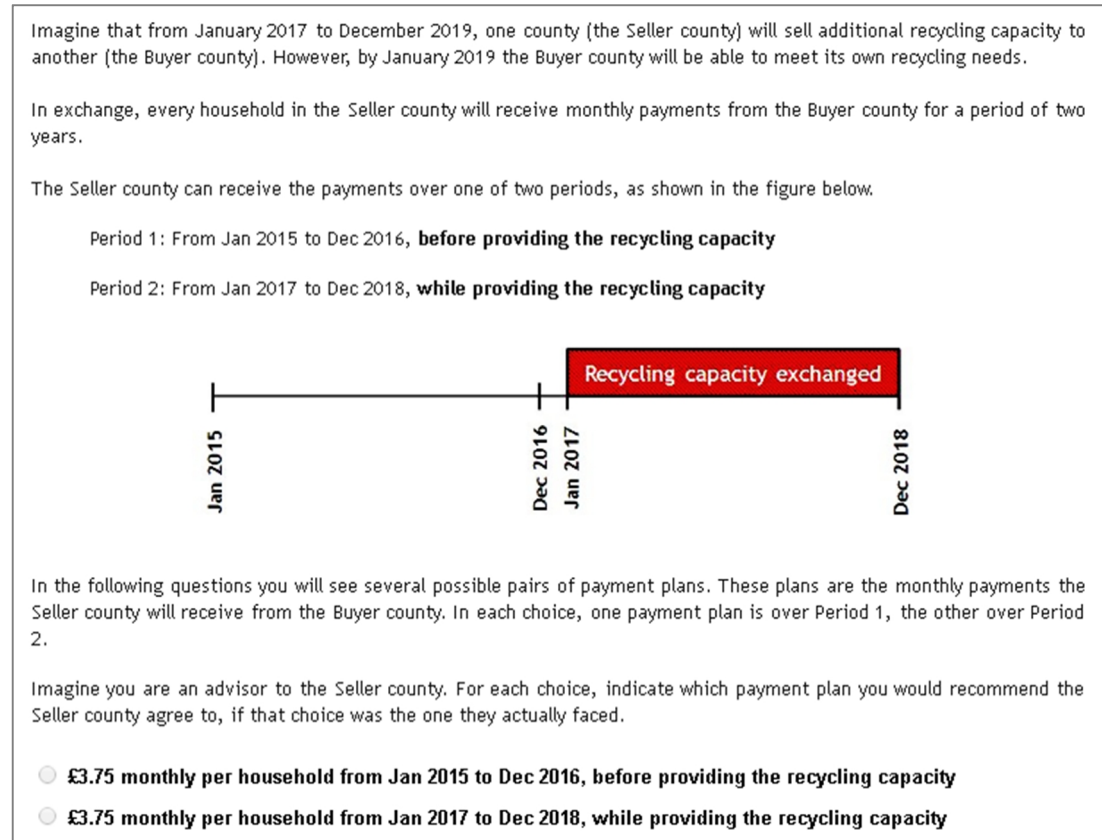 Imagine that from January 2017 to December 2019, one county (the Seller county) will sell additional recycling capacity to
another (the Buyer county). However, by January 2019 the Buyer county will be able to meet its own recycling needs.
In exchange, every household in the Seller county will receive monthly payments from the Buyer county for a period of two
years.
The Seller county can receive the payments over one of two periods, as shown in the figure below.
Period 1: From Jan 2015 to Dec 2016, before providing the recycling capacity
Period 2: From Jan 2017 to Dec 2018, while providing the recycling capacity
Recycling capacity exchanged
Jan 2015
Dec 2016
Jan 2017
Dec 2018
In the following questions you will see several possible pairs of payment plans. These plans are the monthly payments the
Seller county will receive from the Buyer county. In each choice, one payment plan is over Period 1, the other over Period
2.
Imagine you are an advisor to the Seller county. For each choice, indicate which payment plan you would recommend the
Seller county agree to, if that choice was the one they actually faced.
£3.75 monthly per household from Jan 2015 to Dec 2016, before providing the recycling capacity
£3.75 monthly per household from Jan 2017 to Dec 2018, while providing the recycling capacity